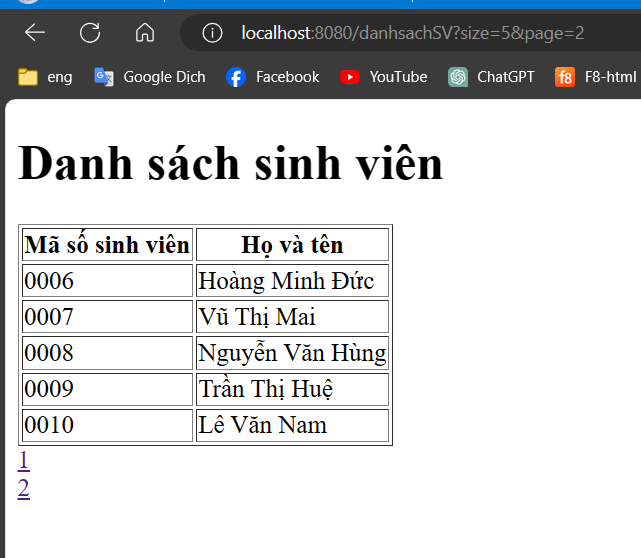 localhost:8080/danhsachSV?size=5&page=2
eng Google Dịch Facebook YouTube ChatGPT F8-html
Danh sách sinh viên
Mã số sinh viên Họ và tên
0006 Hoàng Minh Đức
0007 Vũ Thị Mai
0008 Nguyễn Văn Hùng
0009 Trần Thị Huệ
0010 Lê Văn Nam
1
2